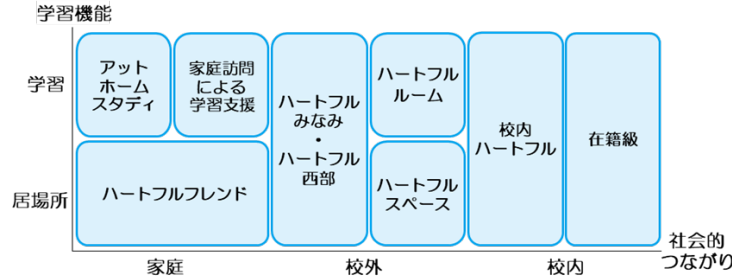 学習機能
学習
居場所
アット
ホーム
スタディ
家庭訪問
による
学習支援
ハートフルフレンド
ハートフル
みなみ
・
ハートフル
西部
ハートフル
ルーム
ハートフル
スペース
校内
ハートフル
在籍級
家庭
校外
校内
社会的
つながり